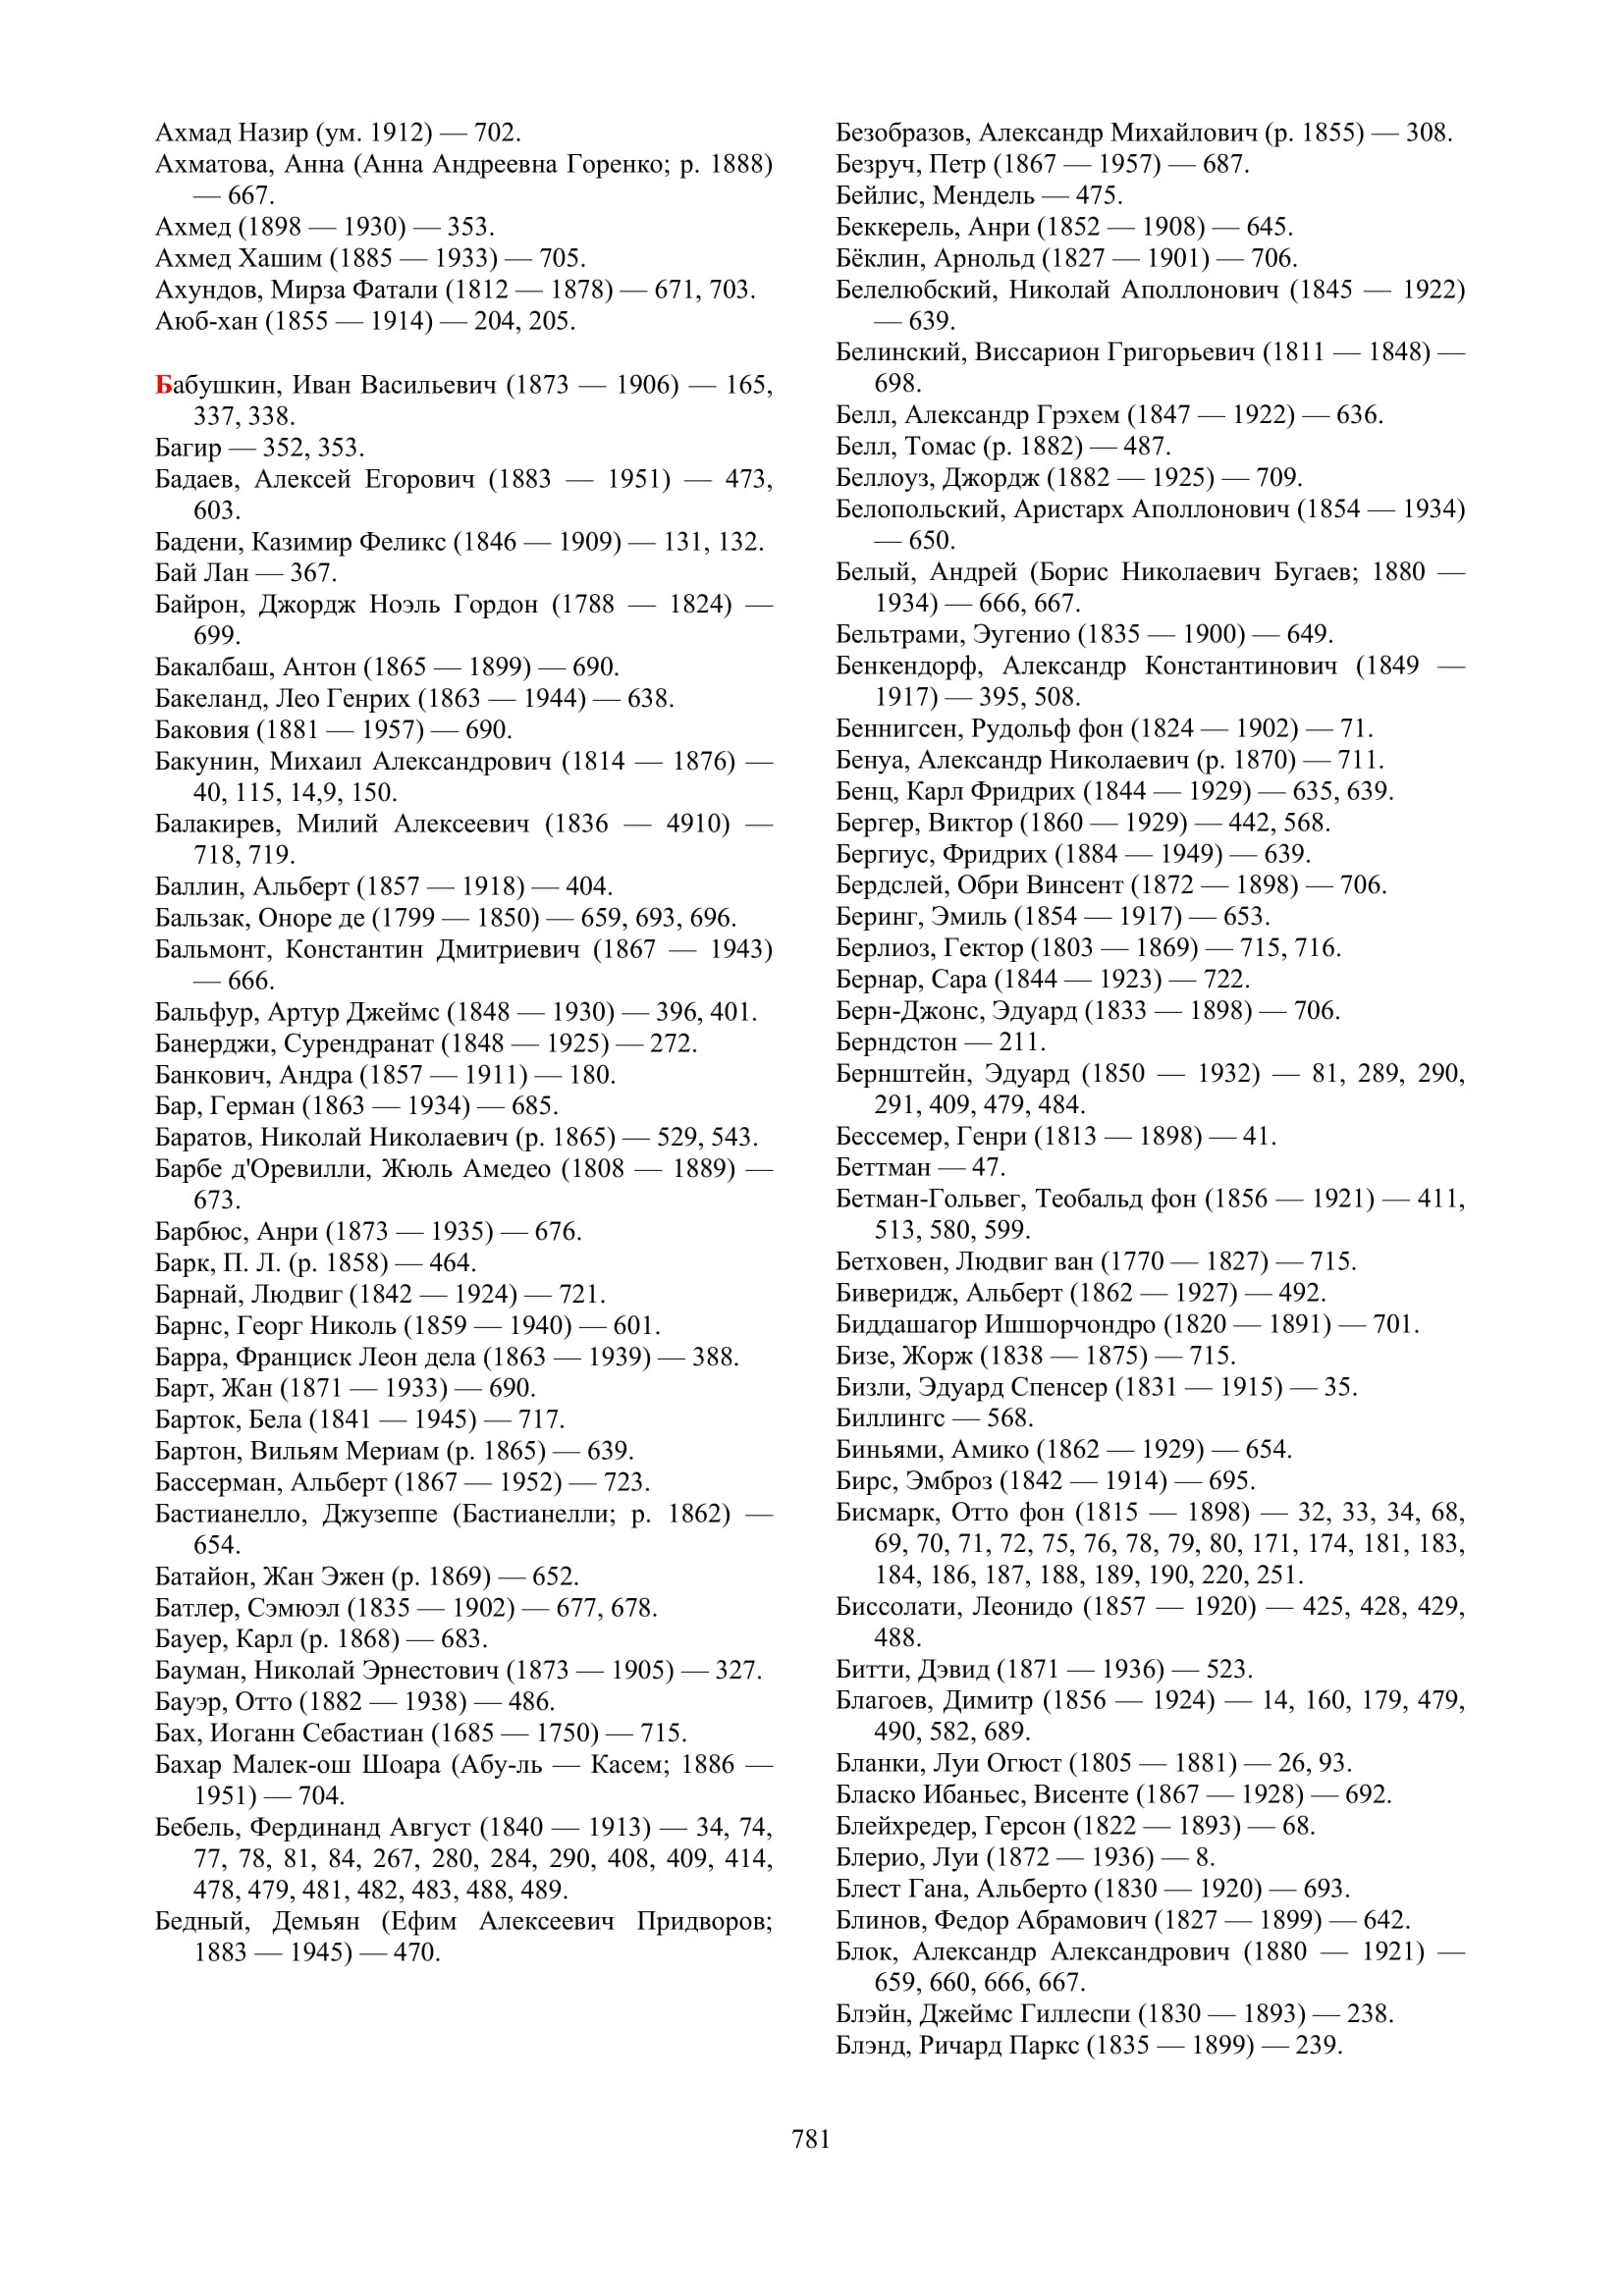 Ахмад Назир (ум. 1912) — 702.
Ахматова, Анна (Анна Андреевна Горенко; р. 1888)
— 667.
Ахмед (1898 — 1930) — 353.
Ахмед Хашим (1885 — 1933) — 705.
Ахундов, Мирза Фатали (1812 — 1878) — 671, 703.
Аюб-хан (1855 — 1914) — 204, 205.
Бабушкин, Иван Васильевич (1873 — 1906) — 165,
337, 338.
Багир — 352, 353.
Бадаев, Алексей Егорович (1883 — 1951) — 473,
603.
Бадени, Казимир Феликс (1846 — 1909) — 131, 132.
Бай Лан — 367.
Байрон, Джордж Ноэль Гордон (1788 — 1824) —
699.
Бакалбаш, Антон (1865 — 1899) — 690.
Бакеланд, Лео Генрих (1863 — 1944) — 638.
Баковия (1881 — 1957) — 690.
Бакунин, Михаил Александрович (1814 — 1876) —
40, 115, 14,9, 150.
Балакирев, Милий Алексеевич (1836 — 4910) —
718, 719.
Баллин, Альберт (1857 — 1918) — 404.
Бальзак, Оноре де (1799 — 1850) — 659, 693, 696.
Бальмонт, Константин Дмитриевич (1867 — 1943)
— 666.
Бальфур, Артур Джеймс (1848 — 1930) — 396, 401.
Банерджи, Сурендранат (1848 — 1925) — 272.
Банкович, Андра (1857 — 1911) — 180.
Бар, Герман (1863 — 1934) — 685.
Баратов, Николай Николаевич (р. 1865) — 529, 543.
Барбе д'Оревилли, Жюль Амедео (1808 — 1889) —
673.
Барбюс, Анри (1873 — 1935) — 676.
Барк, П. Л. (р. 1858) — 464.
Барнай, Людвиг (1842 — 1924) — 721.
Барнс, Георг Николь (1859 — 1940) — 601.
Барра, Франциск Леон дела (1863 — 1939) — 388.
Барт, Жан (1871 — 1933) — 690.
Барток, Бела (1841 — 1945) — 717.
Бартон, Вильям Мериам (р. 1865) — 639.
Бассерман, Альберт (1867 — 1952) — 723.
Бастианелло, Джузеппе (Бастианелли; р. 1862) —
654.
Батайон, Жан Эжен (р. 1869) — 652.
Батлер, Сэмюэл (1835 — 1902) — 677, 678.
Бауер, Карл (р. 1868) — 683.
Бауман, Николай Эрнестович (1873 — 1905) — 327.
Бауэр, Отто (1882 — 1938) — 486.
Бах, Иоганн Себастиан (1685 — 1750) — 715.
Бахар Малек-ош Шоара (Абу-ль — Касем; 1886 —
1951) — 704.
Бебель, Фердинанд Август (1840 — 1913) — 34, 74,
77, 78, 81, 84, 267, 280, 284, 290, 408, 409, 414,
478, 479, 481, 482, 483, 488, 489.
Бедный, Демьян (Ефим Алексеевич Придворов;
1883 — 1945) — 470.
Безобразов, Александр Михайлович (р. 1855) — 308.
Безруч, Петр (1867 — 1957) — 687.
Бейлис, Мендель — 475.
Беккерель, Анри (1852 — 1908) — 645.
Бёклин, Арнольд (1827 — 1901) — 706.
Белелюбский, Николай Аполлонович (1845 — 1922)
— 639.
Белинский, Виссарион Григорьевич (1811 — 1848) —
698.
Белл, Александр Грэхем (1847 — 1922) — 636.
Белл, Томас (р. 1882) — 487.
Беллоуз, Джордж (1882 — 1925) — 709.
Белопольский, Аристарх Аполлонович (1854 — 1934)
— 650.
Белый, Андрей (Борис Николаевич Бугаев; 1880 —
1934) — 666, 667.
Бельтрами, Эугенио (1835 — 1900) — 649.
Бенкендорф, Александр Константинович (1849 —
1917) — 395, 508.
Беннигсен, Рудольф фон (1824 — 1902) — 71.
Бенуа, Александр Николаевич (р. 1870) — 711.
Бенц, Карл Фридрих (1844 — 1929) — 635, 639.
Бергер, Виктор (1860 — 1929) — 442, 568.
Бергиус, Фридрих (1884 — 1949) — 639.
Бердслей, Обри Винсент (1872 — 1898) — 706.
Беринг, Эмиль (1854 — 1917) — 653.
Берлиоз, Гектор (1803 — 1869) — 715, 716.
Бернар, Сара (1844 — 1923) — 722.
Берн-Джонс, Эдуард (1833 — 1898) — 706.
Берндстон — 211.
Бернштейн, Эдуард (1850 — 1932) — 81, 289, 290,
291, 409, 479, 484.
Бессемер, Генри (1813 — 1898) — 41.
Беттман — 47.
Бетман-Гольвег, Теобальд фон (1856 — 1921) — 411,
513, 580, 599.
Бетховен, Людвиг ван (1770 — 1827) — 715.
Биверидж, Альберт (1862 — 1927) — 492.
Биддашагор Ишшорчондро (1820 — 1891) — 701.
Бизе, Жорж (1838 — 1875) — 715.
Бизли, Эдуард Спенсер (1831 — 1915) — 35.
Биллингс — 568.
Биньями, Амико (1862 — 1929) — 654.
Бирс, Эмброз (1842 — 1914) — 695.
Бисмарк, Отто фон (1815 — 1898) — 32, 33, 34, 68,
69, 70, 71, 72, 75, 76, 78, 79, 80, 171, 174, 181, 183,
184, 186, 187, 188, 189, 190, 220, 251.
Биссолати, Леонидо (1857 — 1920) — 425, 428, 429,
488.
Битти, Дэвид (1871 — 1936) — 523.
Благоев, Димитр (1856 — 1924) — 14, 160, 179, 479,
490, 582, 689.
Бланки, Луи Огюст (1805 — 1881) — 26, 93.
Бласко Ибаньес, Висенте (1867 — 1928) — 692.
Блейхредер, Герсон (1822 — 1893) — 68.
Блерио, Луи (1872 — 1936) — 8.
Блест Гана, Альберто (1830 — 1920) — 693.
Блинов, Федор Абрамович (1827 — 1899) — 642.
Блок, Александр Александрович (1880 — 1921) —
659, 660, 666, 667.
Блэйн, Джеймс Гиллеспи (1830 — 1893) — 238.
Блэнд, Ричард Паркс (1835 — 1899) — 239.
781